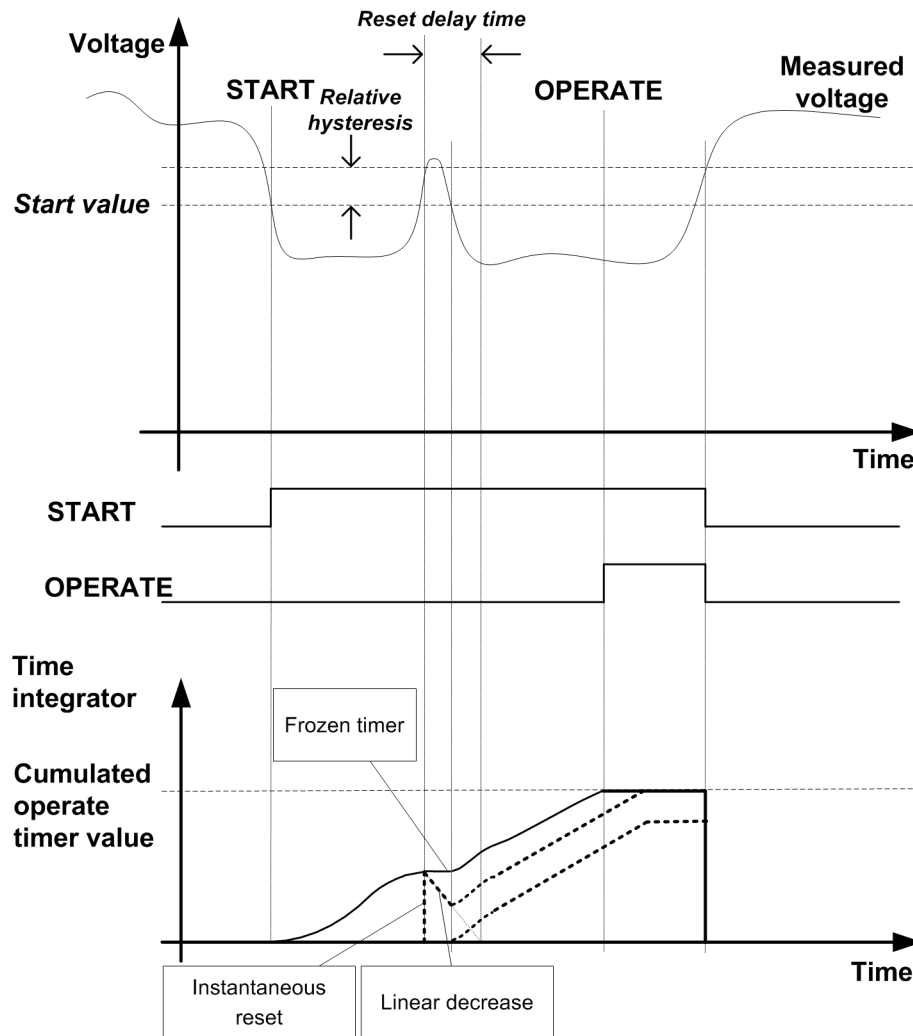 Reset delay time
Voltage
START
Relative
hysteresis
OPERATE
Measured
voltage
Start value
Time
START
OPERATE
Time
integrator
Frozen timer
Cumulated
operate
timer value
Time
Instantaneous
reset
Linear decrease